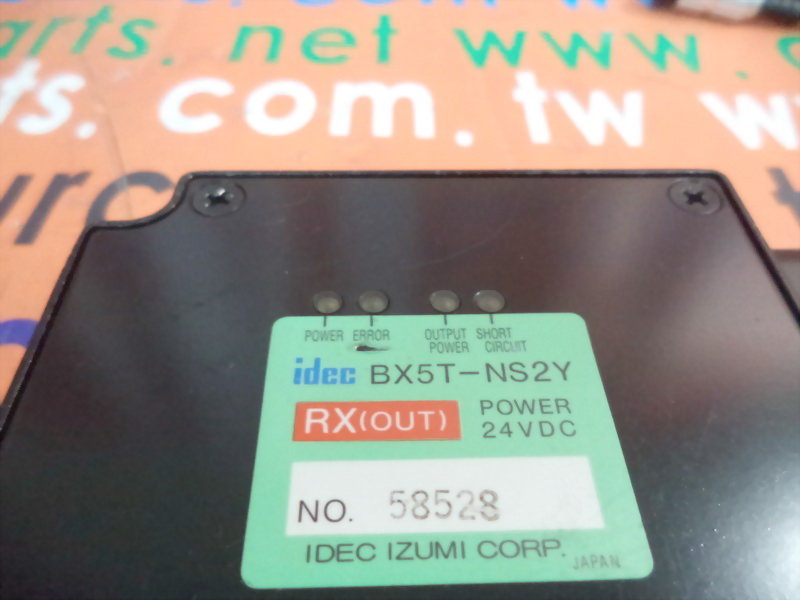 arts. net www.
ts. com. tw w
urc
POWER ERROR OUTPUT POWER SHORT CIRCUIT
idec BX5T-NS2Y
RX(OUT) POWER 24VDC
NO. 58528
IDEC IZUMI CORP. JAPAN